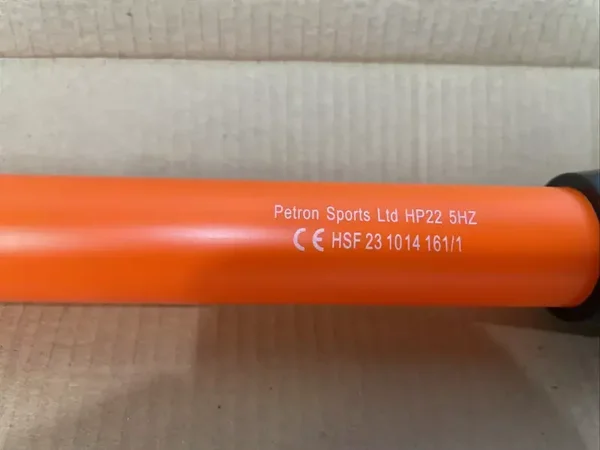 Petron Sports Ltd HP22 5HZ
CE HSF 23 1014 161/1